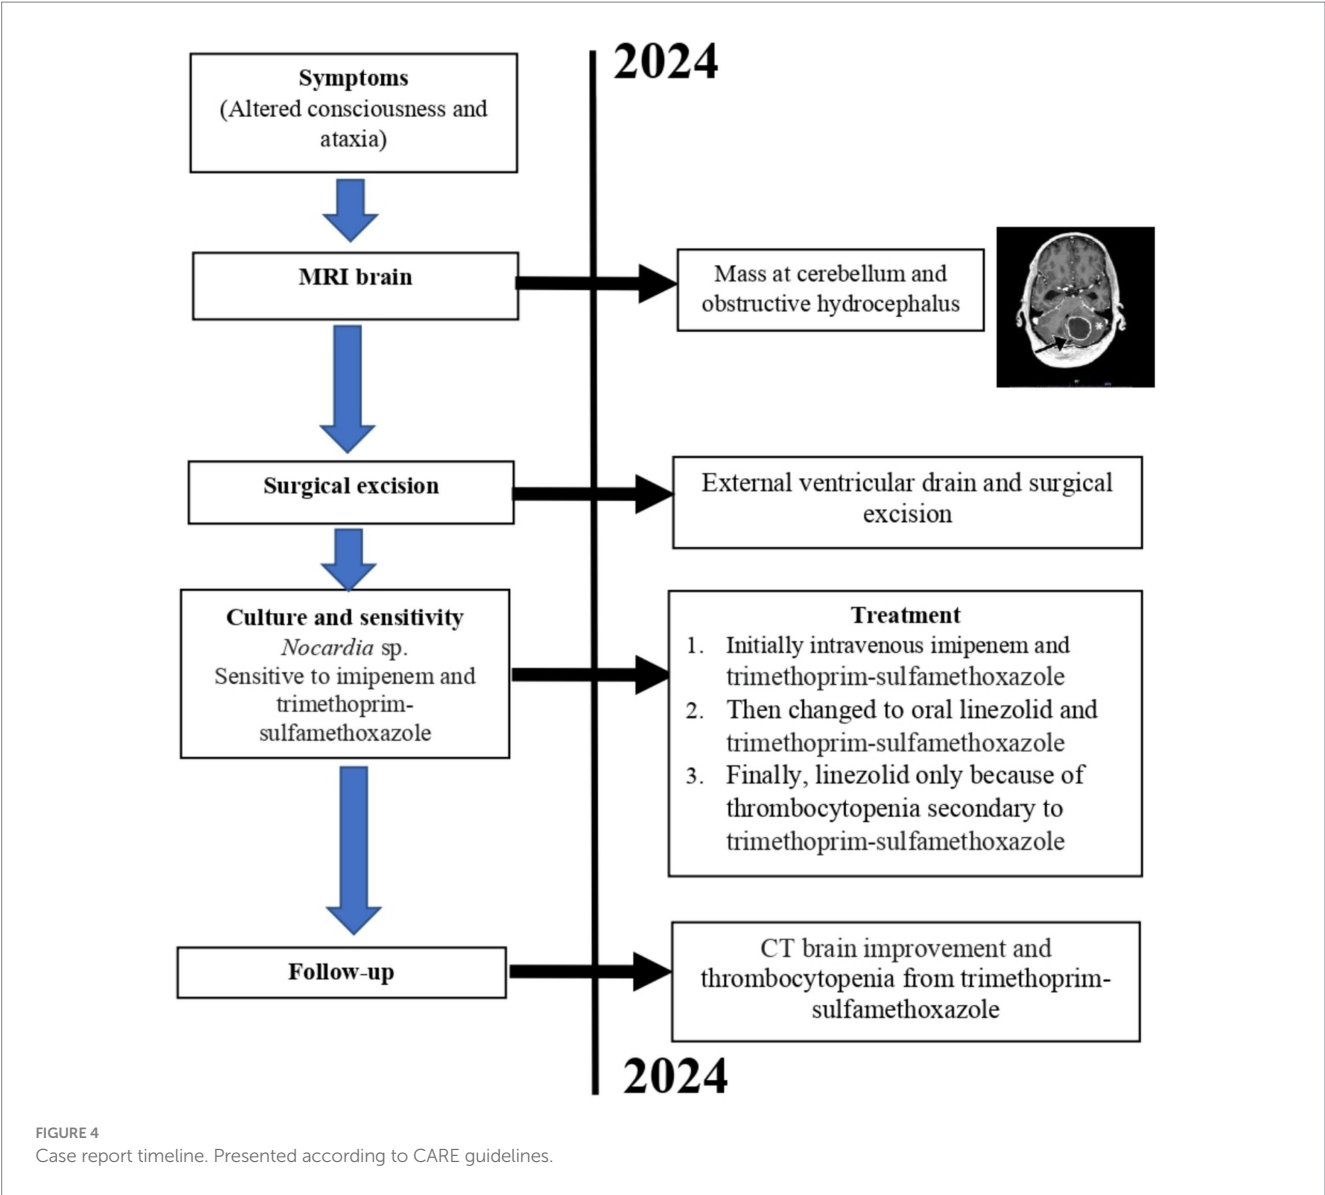 2024
Symptoms
(Altered consciousness and
ataxia)
MRI brain
Mass at cerebellum and
obstructive hydrocephalus
*
Surgical excision
External ventricular drain and surgical
excision
Culture and sensitivity
Nocardia sp.
Sensitive to imipenem and
trimethoprim-
sulfamethoxazole
Treatment
1. Initially intravenous imipenem and
trimethoprim-sulfamethoxazole
2. Then changed to oral linezolid and
trimethoprim-sulfamethoxazole
3. Finally, linezolid only because of
thrombocytopenia secondary to
trimethoprim-sulfamethoxazole
Follow-up
CT brain improvement and
thrombocytopenia from trimethoprim-
sulfamethoxazole
2024
FIGURE 4
Case report timeline. Presented according to CARE guidelines.